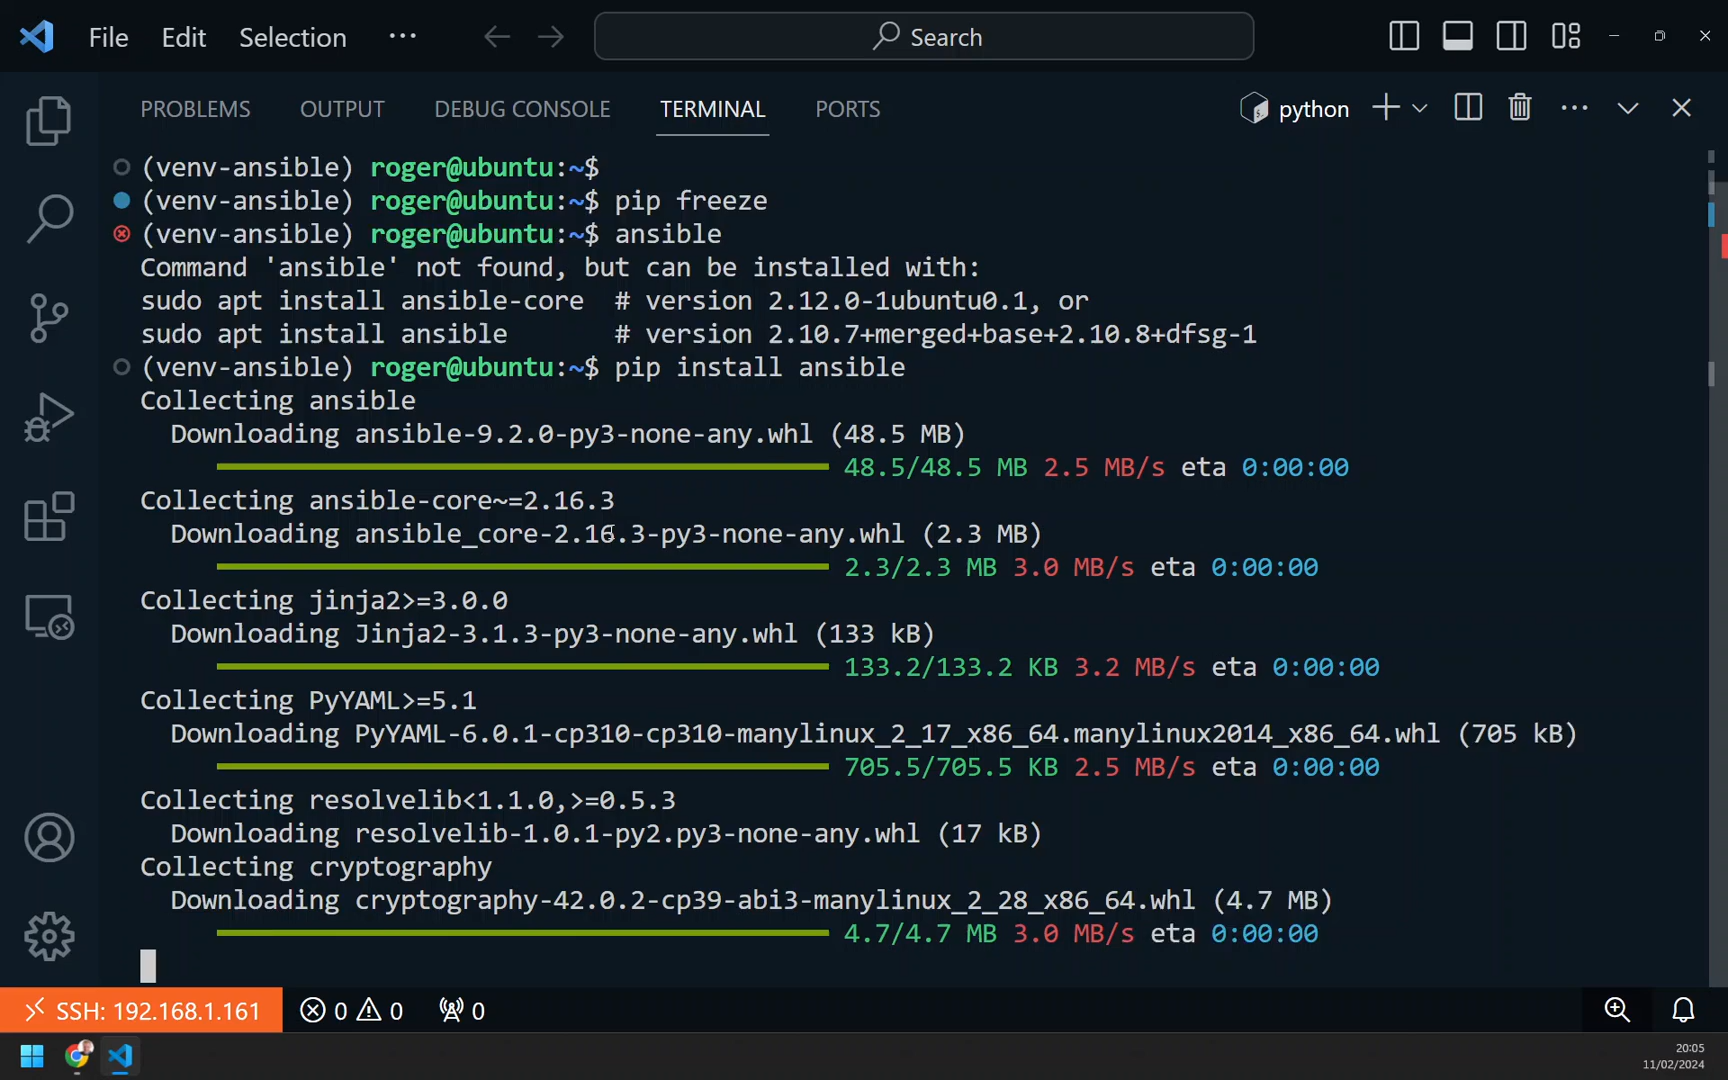 File Edit Selection ··· Search
PROBLEMS OUTPUT DEBUG CONSOLE TERMINAL PORTS python
(venv-ansible) roger@ubuntu:~$
(venv-ansible) roger@ubuntu:~$ pip freeze
(venv-ansible) roger@ubuntu:~$ ansible
Command 'ansible' not found, but can be installed with:
sudo apt install ansible-core  # version 2.12.0-1ubuntu0.1, or
sudo apt install ansible       # version 2.10.7+merged+base+2.10.8+dfsg-1
(venv-ansible) roger@ubuntu:~$ pip install ansible
Collecting ansible
Downloading ansible-9.2.0-py3-none-any.whl (48.5 MB)
48.5/48.5 MB 2.5 MB/s eta 0:00:00
Collecting ansible-core~=2.16.3
Downloading ansible_core-2.16.3-py3-none-any.whl (2.3 MB)
2.3/2.3 MB 3.0 MB/s eta 0:00:00
Collecting jinja2>=3.0.0
Downloading Jinja2-3.1.3-py3-none-any.whl (133 kB)
133.2/133.2 KB 3.2 MB/s eta 0:00:00
Collecting PyYAML>=5.1
Downloading PyYAML-6.0.1-cp310-cp310-manylinux_2_17_x86_64.manylinux2014_x86_64.whl (705 kB)
705.5/705.5 KB 2.5 MB/s eta 0:00:00
Collecting resolvelib<1.1.0,>=0.5.3
Downloading resolvelib-1.0.1-py2.py3-none-any.whl (17 kB)
Collecting cryptography
Downloading cryptography-42.0.2-cp39-abi3-manylinux_2_28_x86_64.whl (4.7 MB)
4.7/4.7 MB 3.0 MB/s eta 0:00:00
SSH: 192.168.1.161 0 0 0
20:05
11/02/2024